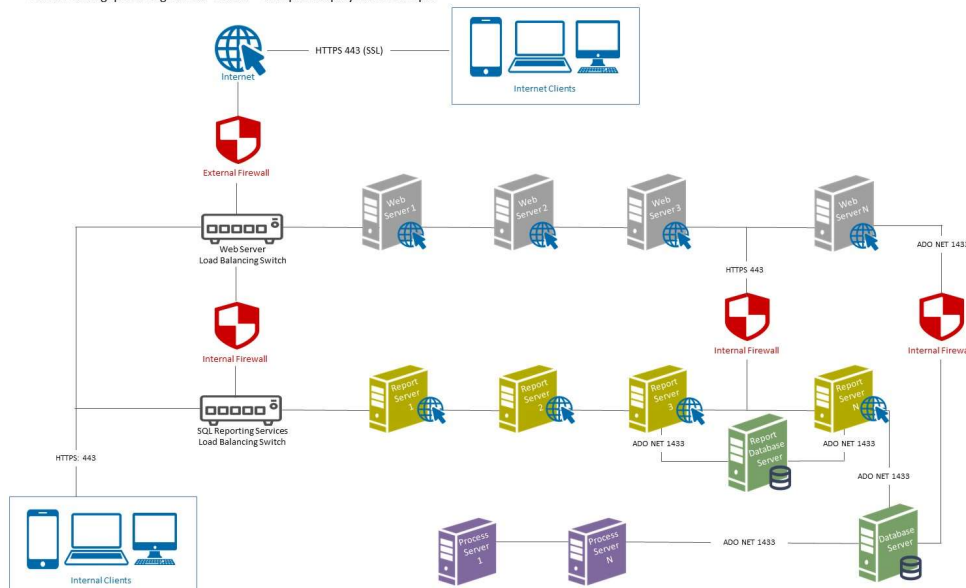 HTTPS 443 (SSL)
Internet
Internet Clients
External Firewall
Web
Server 1
Web
Server 2
Web
Server 3
Web
Server N
Web Server
Load Balancing Switch
ADO NET 1433
HTTPS 443
Internal Firewall
Internal Firewall
Internal Firewa
Report
Server
1
Report
Server
2
Report
Server
3
Report
Server
N
SQL Reporting Services
Load Balancing Switch
ADO NET 1433
Report
Database
Server
ADO NET 1433
HTTPS: 443
ADO NET 1433
Process
Server
1
Process
Server
N
ADO NET 1433
Database
Server
Internal Clients